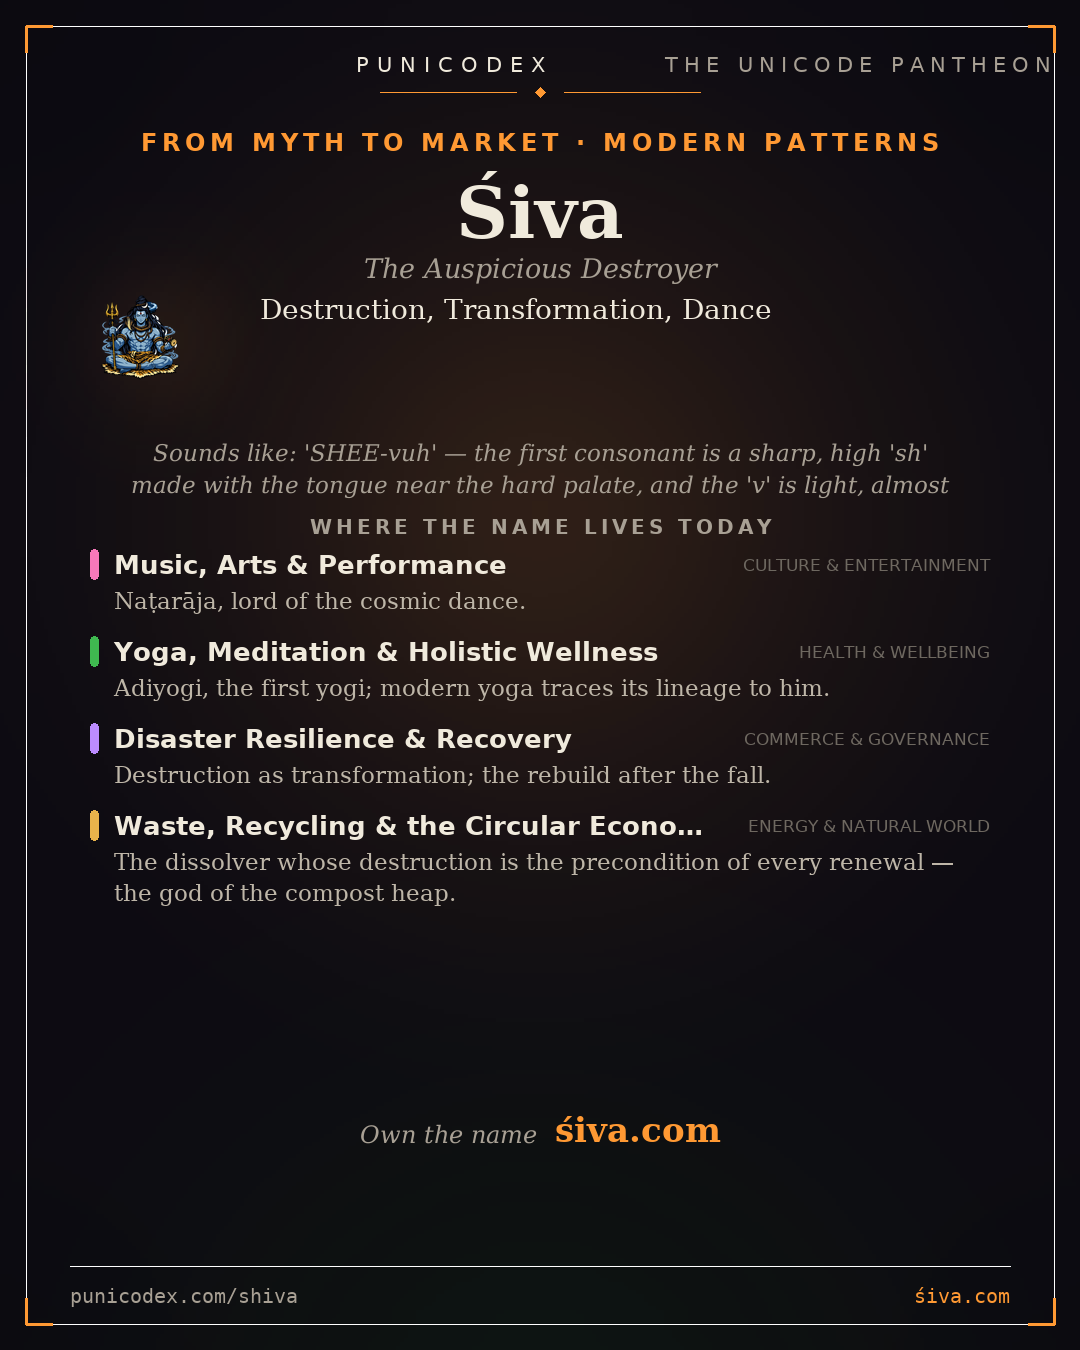 PUNICODEX THE UNICODE PANTHEON
FROM MYTH TO MARKET · MODERN PATTERNS
Śiva
The Auspicious Destroyer
Destruction, Transformation, Dance
Sounds like: 'SHEE-vuh' — the first consonant is a sharp, high 'sh'
made with the tongue near the hard palate, and the 'v' is light, almost
WHERE THE NAME LIVES TODAY
Music, Arts & Performance CULTURE & ENTERTAINMENT
Naṭarāja, lord of the cosmic dance.
Yoga, Meditation & Holistic Wellness HEALTH & WELLBEING
Adiyogi, the first yogi; modern yoga traces its lineage to him.
Disaster Resilience & Recovery COMMERCE & GOVERNANCE
Destruction as transformation; the rebuild after the fall.
Waste, Recycling & the Circular Econo… ENERGY & NATURAL WORLD
The dissolver whose destruction is the precondition of every renewal —
the god of the compost heap.
Own the name śiva.com
punicodex.com/shiva śiva.com